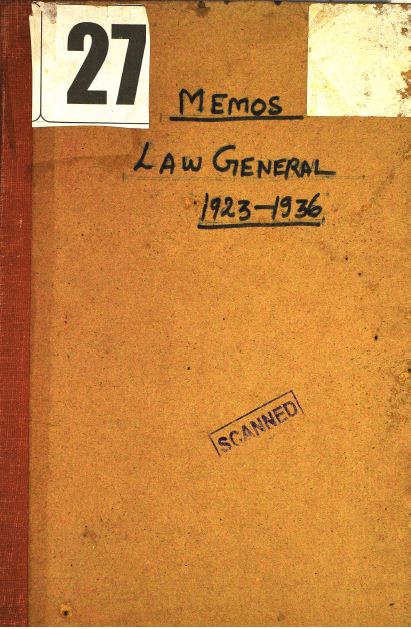 27
MEMOS
LAW GENERAL
1923-1936
SCANNED